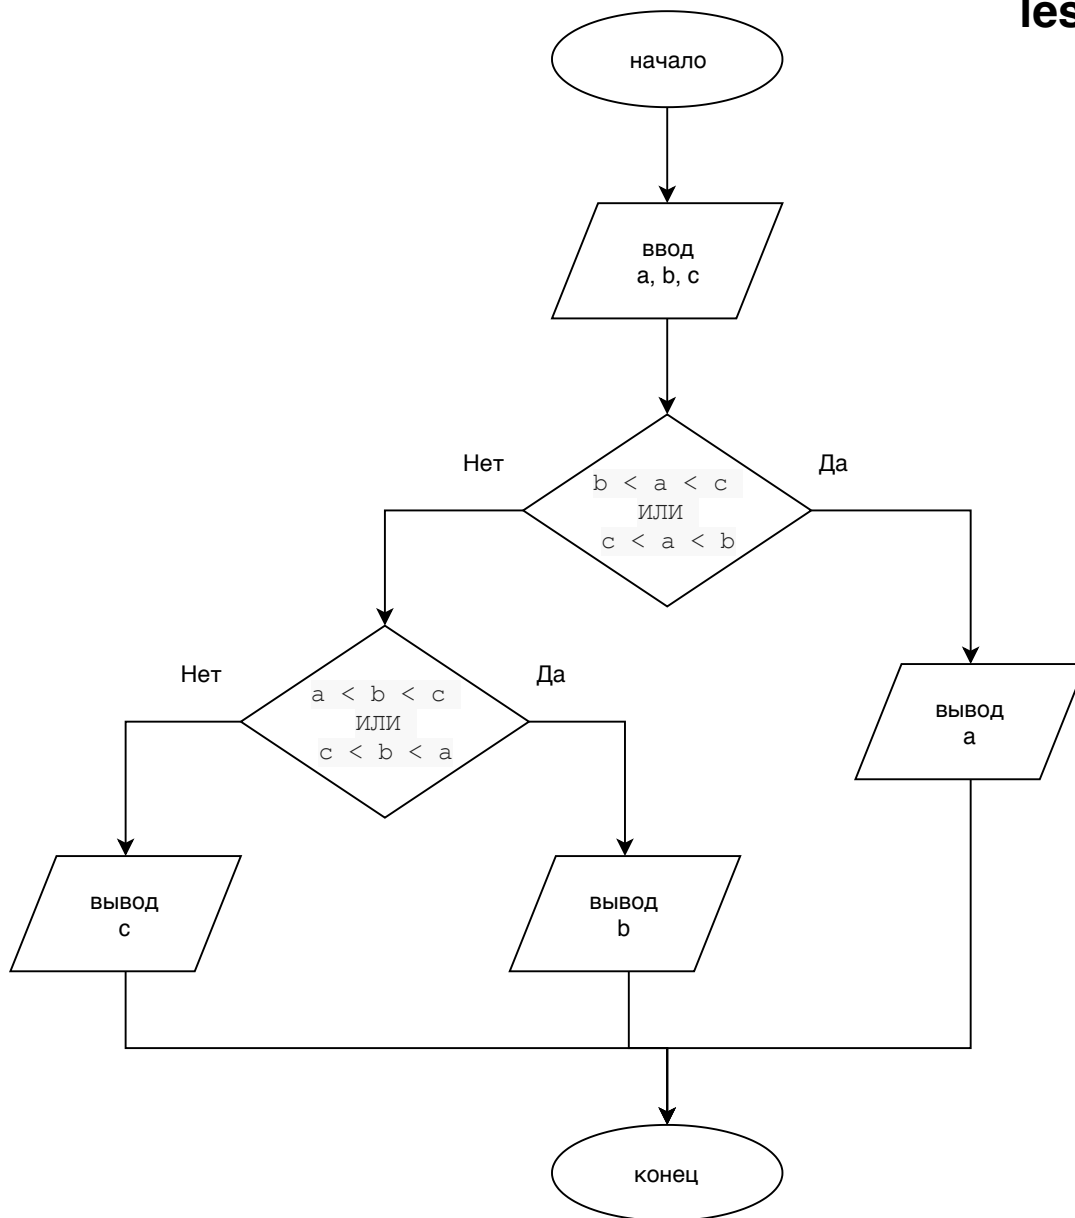 les
начало
ввод
a, b, c
Нет
Да
b < a < c
ИЛИ
c < a < b
Нет
Да
a < b < c
ИЛИ
c < b < a
вывод
a
вывод
c
вывод
b
конец